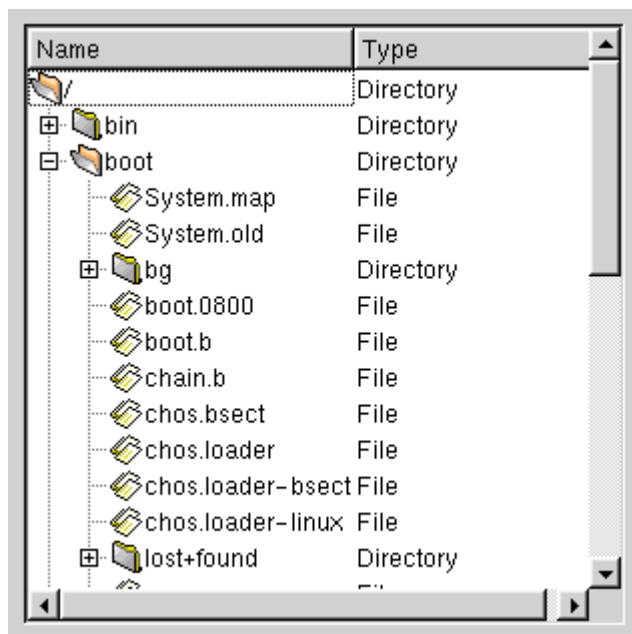 Name Type
/ Directory
bin Directory
boot Directory
System.map File
System.old File
bg Directory
boot.0800 File
boot.b File
chain.b File
chos.bsect File
chos.loader File
chos.loader-bsect File
chos.loader-linux File
lost+found Directory